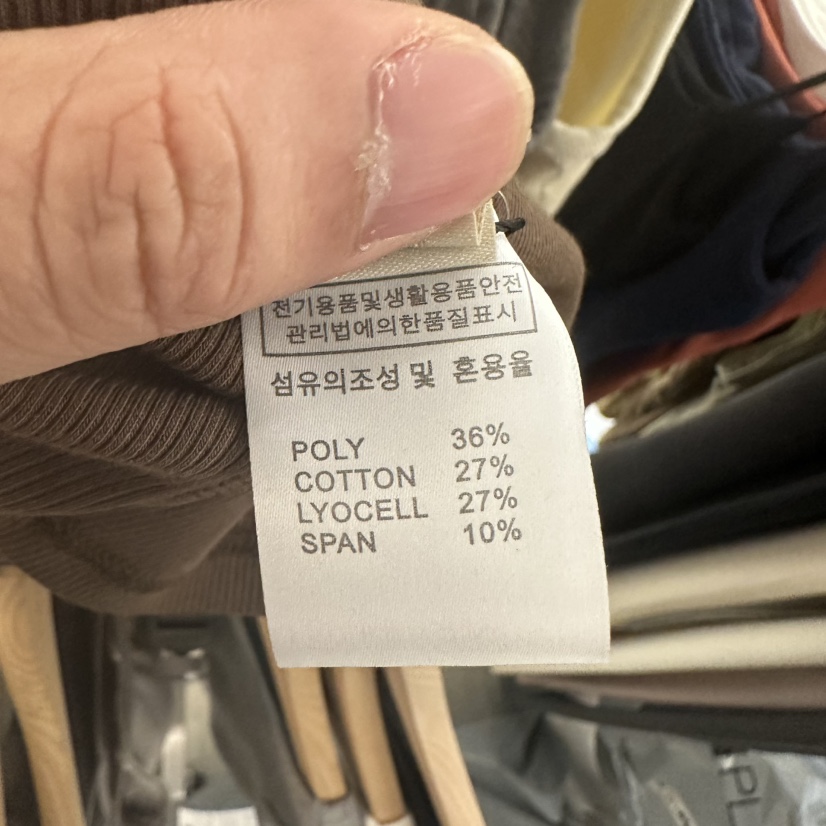 전기용품및생활용품안전
관리법에의한품질표시
섬유의조성 및 혼용율
POLY 36%
COTTON 27%
LYOCELL 27%
SPAN 10%